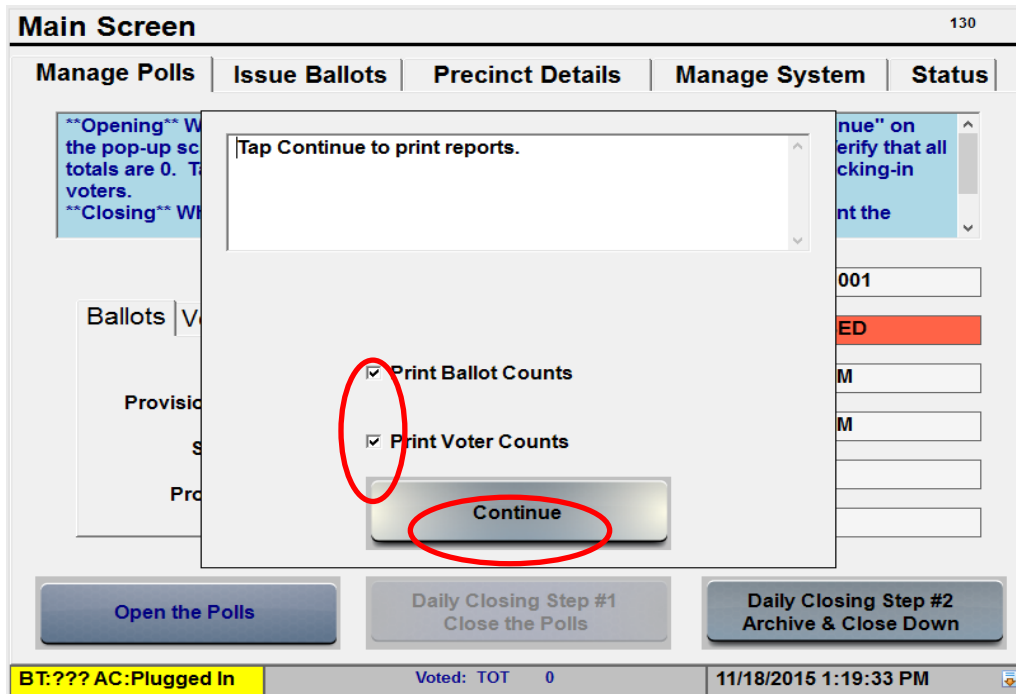 Main Screen
130
Manage Polls
Issue Ballots
Precinct Details
Manage System
Status
**Opening** W
nue" on
the pop-up sc
erify that all
totals are 0. Ta
cking-in
voters.
**Closing** Wh
nt the
Tap Continue to print reports.
001
Ballots
Vo
ED
Print Ballot Counts
M
Provisio
Print Voter Counts
M
S
Pro
Continue
Open the Polls
Daily Closing Step #1
Close the Polls
Daily Closing Step #2
Archive & Close Down
BT:??? AC:Plugged In
Voted: TOT 0
11/18/2015 1:19:33 PM